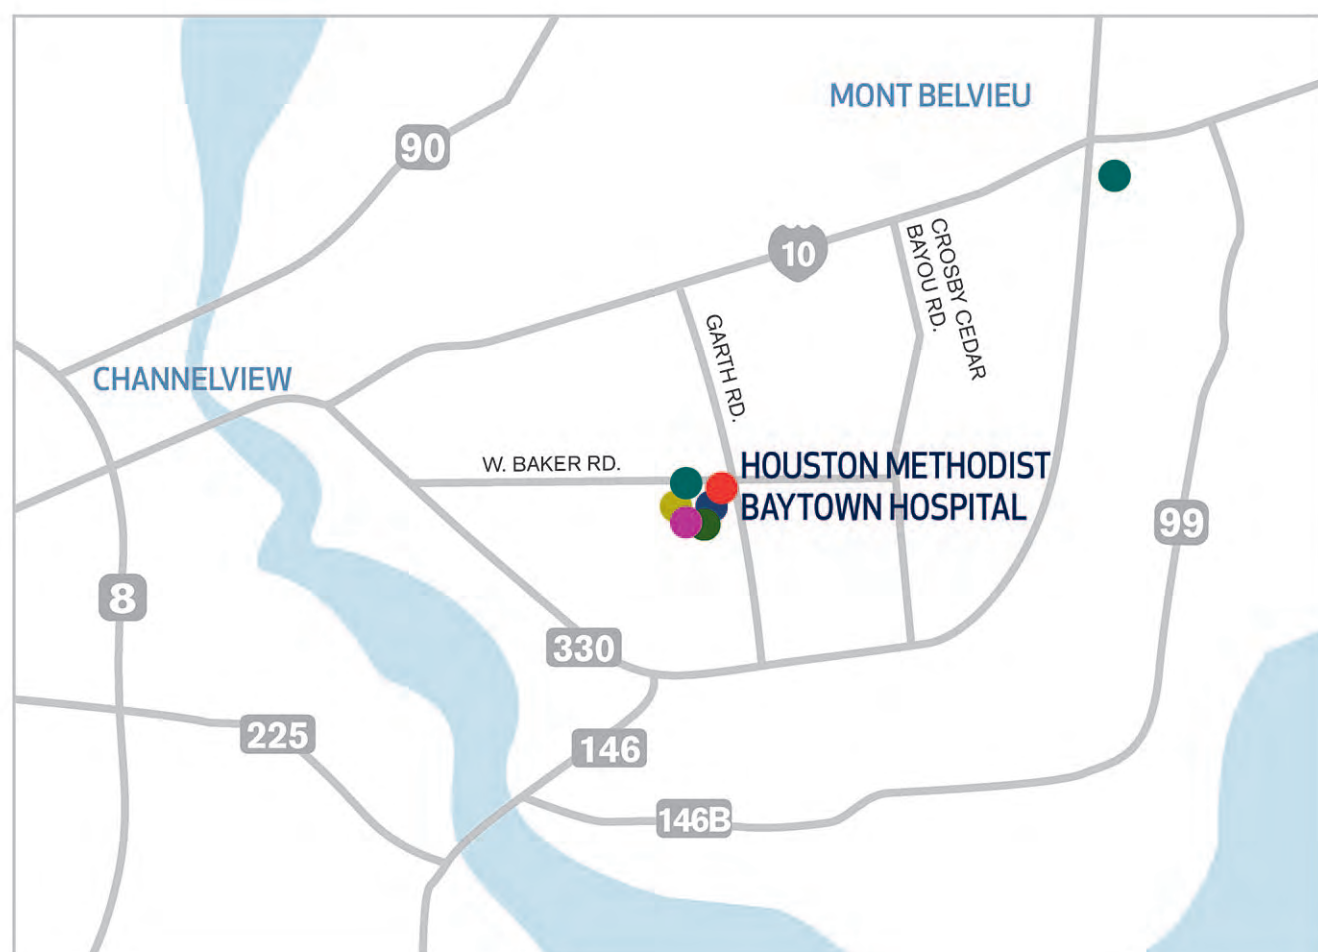 MONT BELVIEU
90
10
CROSBY CEDAR
BAYOU RD.
GARTH RD.
CHANNELVIEW
W. BAKER RD.
HOUSTON METHODIST
BAYTOWN HOSPITAL
99
8
330
225
146
146B